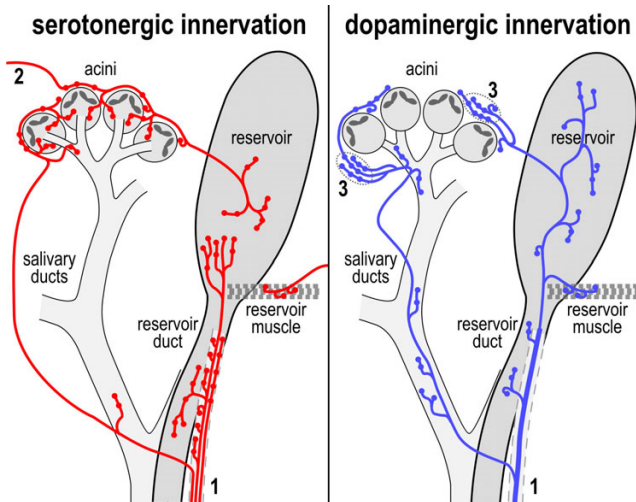 serotonergic innervation
2
acini
reservoir
salivary
ducts
reservoir
duct
reservoir
muscle
1
dopaminergic innervation
acini
3
reservoir
3
salivary
ducts
reservoir
duct
reservoir
muscle
1